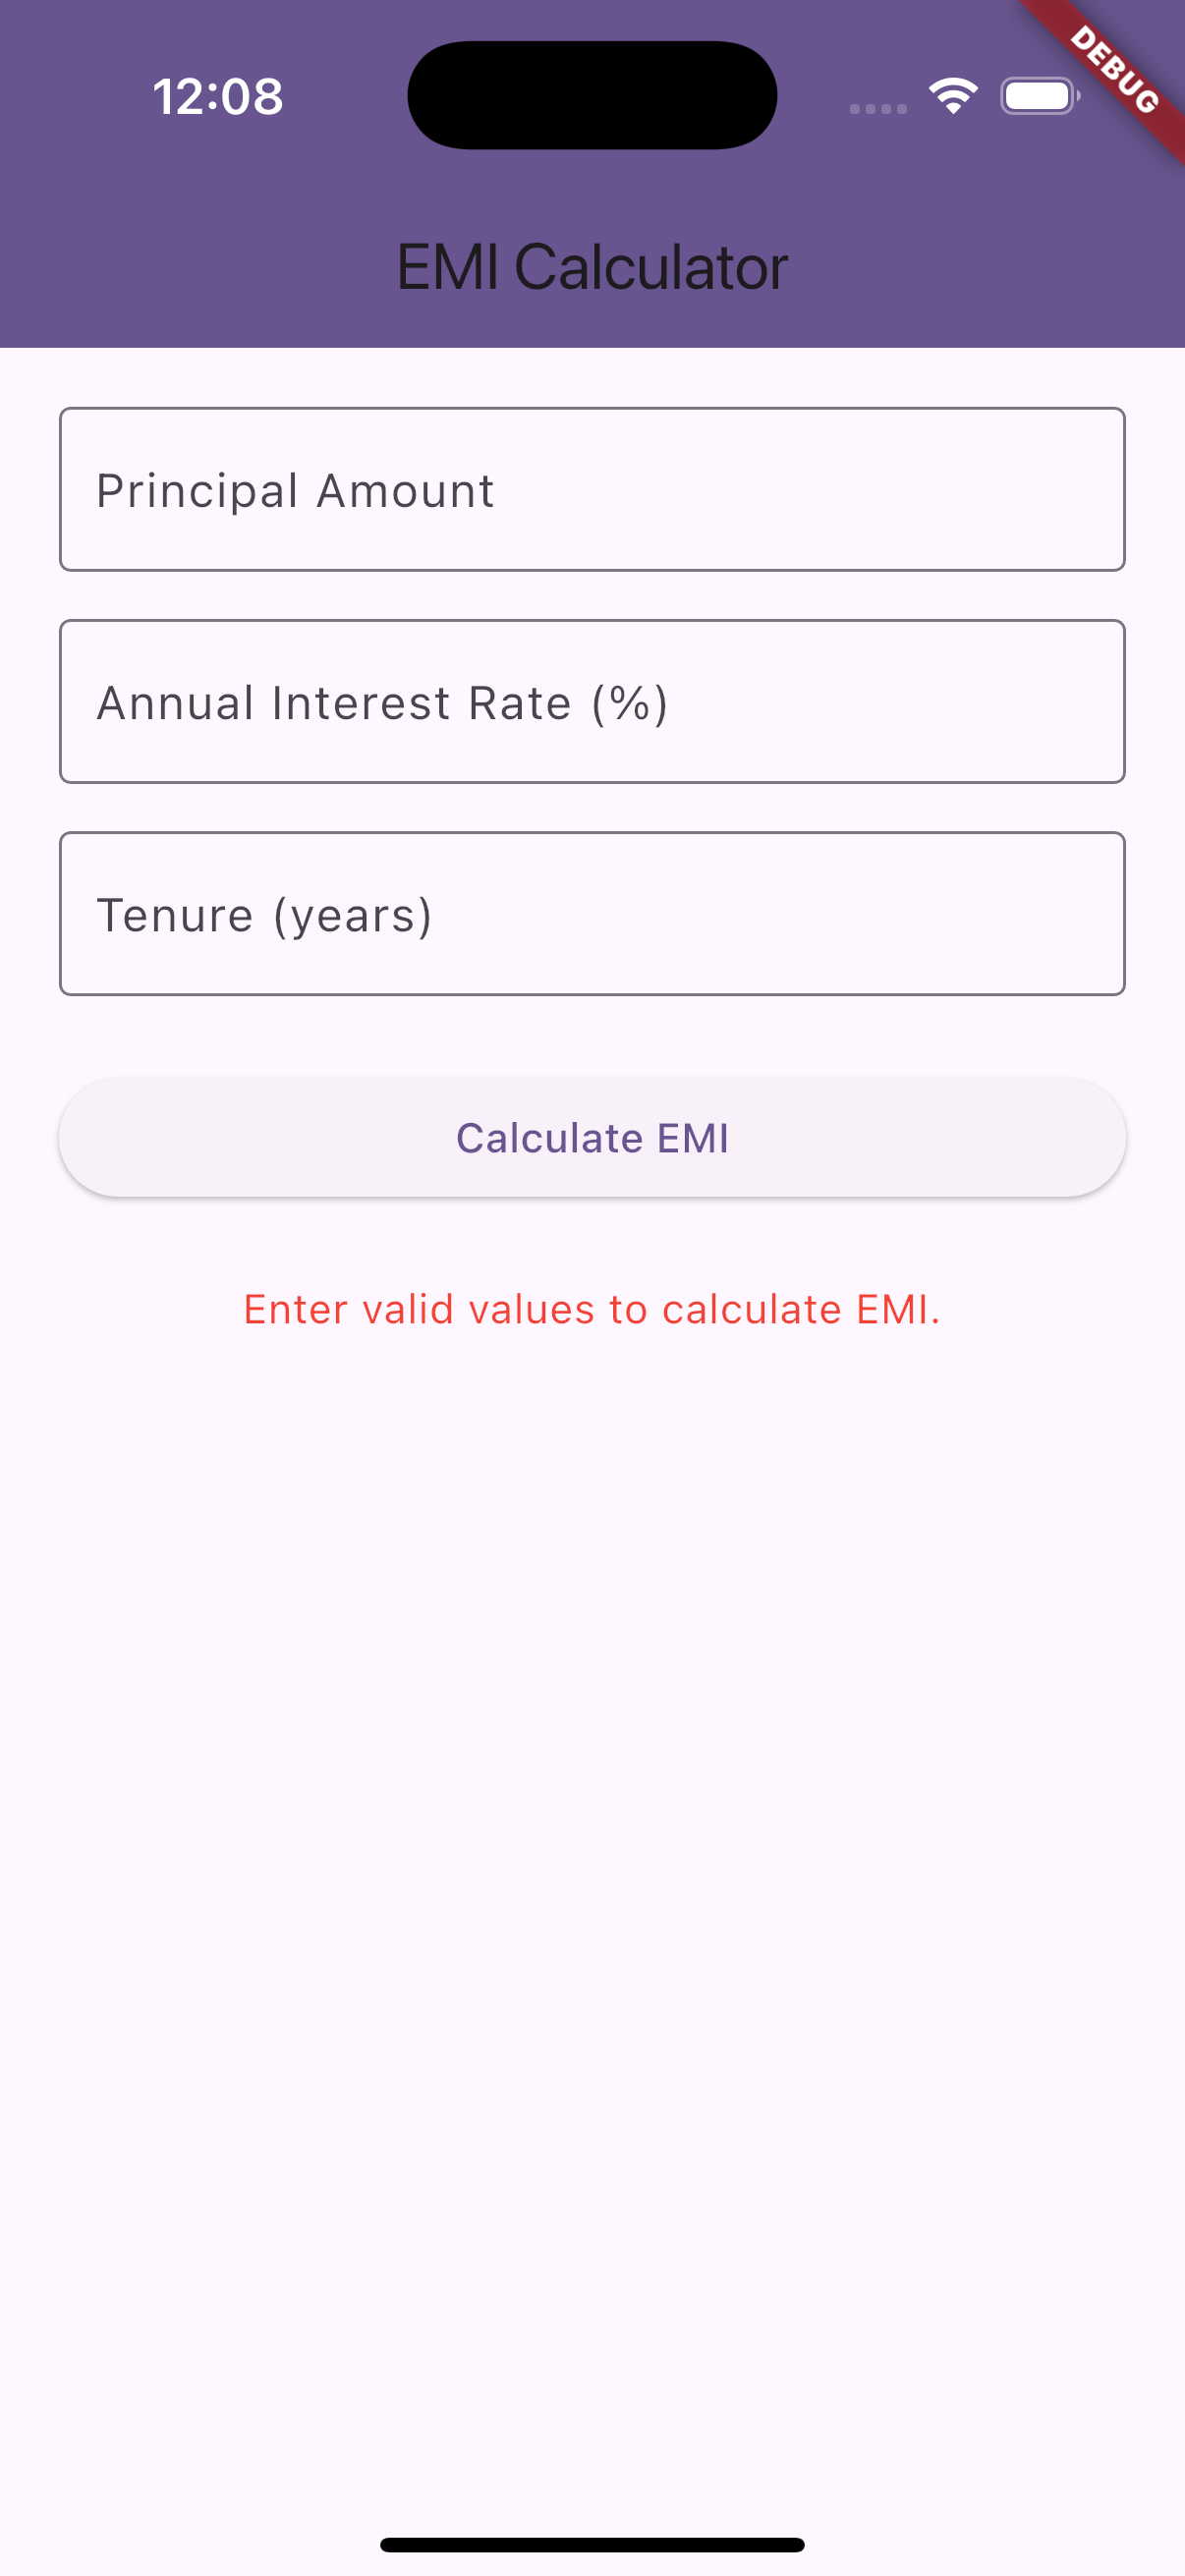 12:08
DEBUG
EMI Calculator
Principal Amount
Annual Interest Rate (%)
Tenure (years)
Calculate EMI
Enter valid values to calculate EMI.